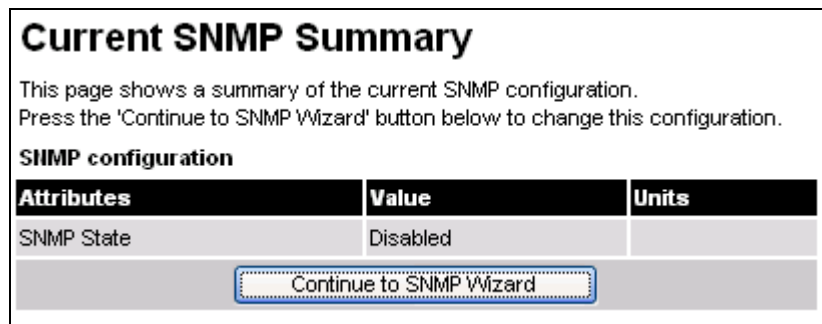 Current SNMP Summary
This page shows a summary of the current SNMP configuration.
Press the 'Continue to SNMP Wizard' button below to change this configuration.
SNMP configuration
Attributes Value Units
SNMP State Disabled
Continue to SNMP Wizard